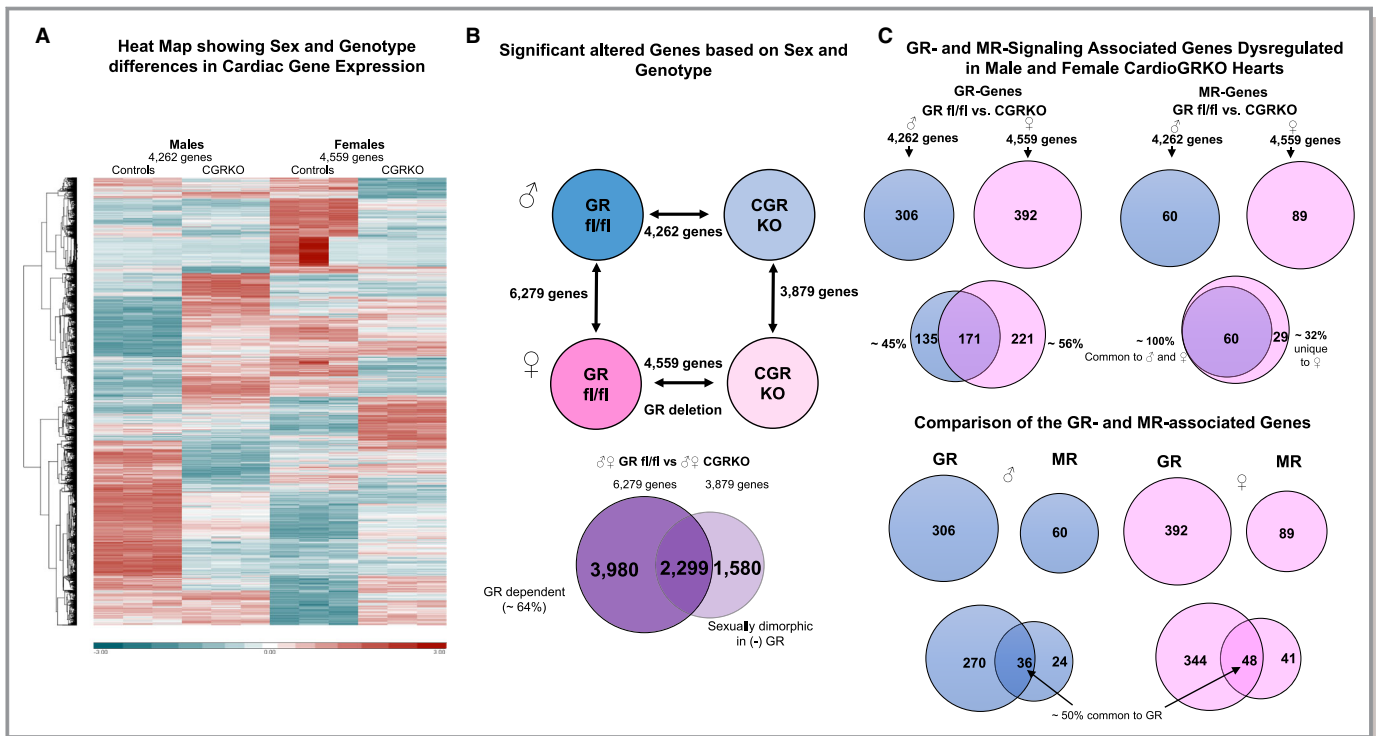 A
Heat Map showing Sex and Genotype
differences in Cardiac Gene Expression
Males
4,262 genes
Females
4,559 genes
Controls
CGRKO
Controls
CGRKO
-3.00
0.00
3.00
B
Significant altered Genes based on Sex and
Genotype
♂
GR
fl/fl
4,262 genes
CGR
KO
6,279 genes
3,879 genes
♀
GR
fl/fl
4,559 genes
GR deletion
CGR
KO
♂♀ GR fl/fl vs ♂♀ CGRKO
6,279 genes
3,879 genes
3,980
2,299
1,580
GR dependent
(~ 64%)
Sexually dimorphic
in (-) GR
C
GR- and MR-Signaling Associated Genes Dysregulated
in Male and Female CardioGRKO Hearts
GR-Genes
GR fl/fl vs. CGRKO
♂
♀
4,262 genes
4,559 genes
306
392
~ 45%
135
171
221
~ 56%
MR-Genes
GR fl/fl vs. CGRKO
♂
♀
4,262 genes
4,559 genes
60
89
~ 100%
Common to ♂ and ♀
60
29
~ 32%
unique
to ♀
Comparison of the GR- and MR-associated Genes
GR
♂
MR
GR
♀
MR
306
60
392
89
270
36
24
344
48
41
~ 50% common to GR